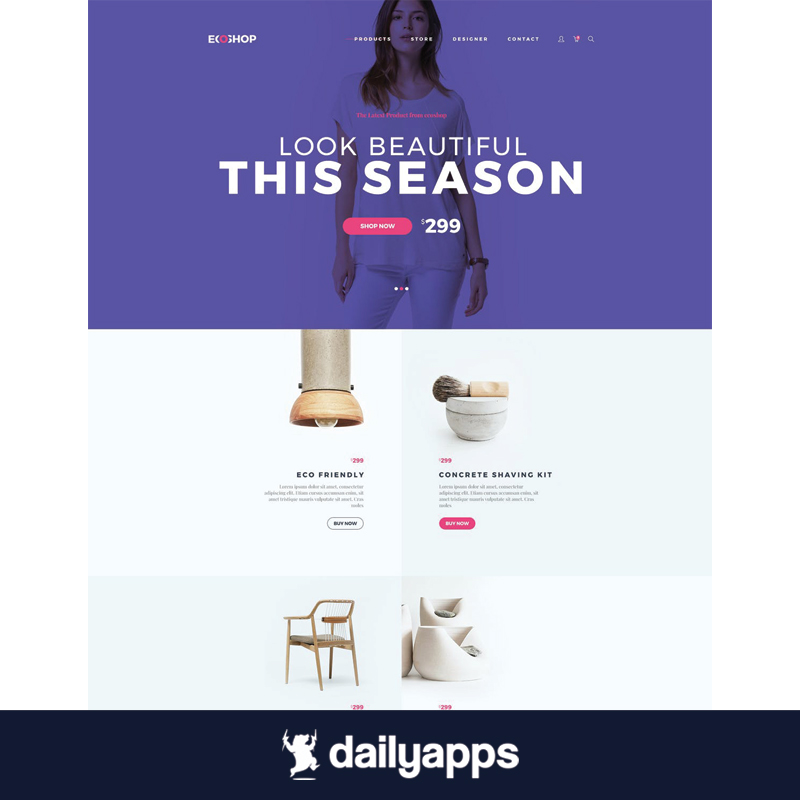 ECOSHOP
PRODUCTS STORE DESIGNER CONTACT
The Latest Product from ecoshop
LOOK BEAUTIFUL
THIS SEASON
SHOP NOW $299
$299
ECO FRIENDLY
Lorem ipsum dolor sit amet, consectetur
adipiscing elit. Etiam cursus accumsan enim, sit
amet tristique mauris vulputate sit amet. Cras
sodales
BUY NOW
$299
CONCRETE SHAVING KIT
Lorem ipsum dolor sit amet, consectetur
adipiscing elit. Etiam cursus accumsan enim, sit
amet tristique mauris vulputate sit amet. Cras
sodales
BUY NOW
$299
$299
dailyapps